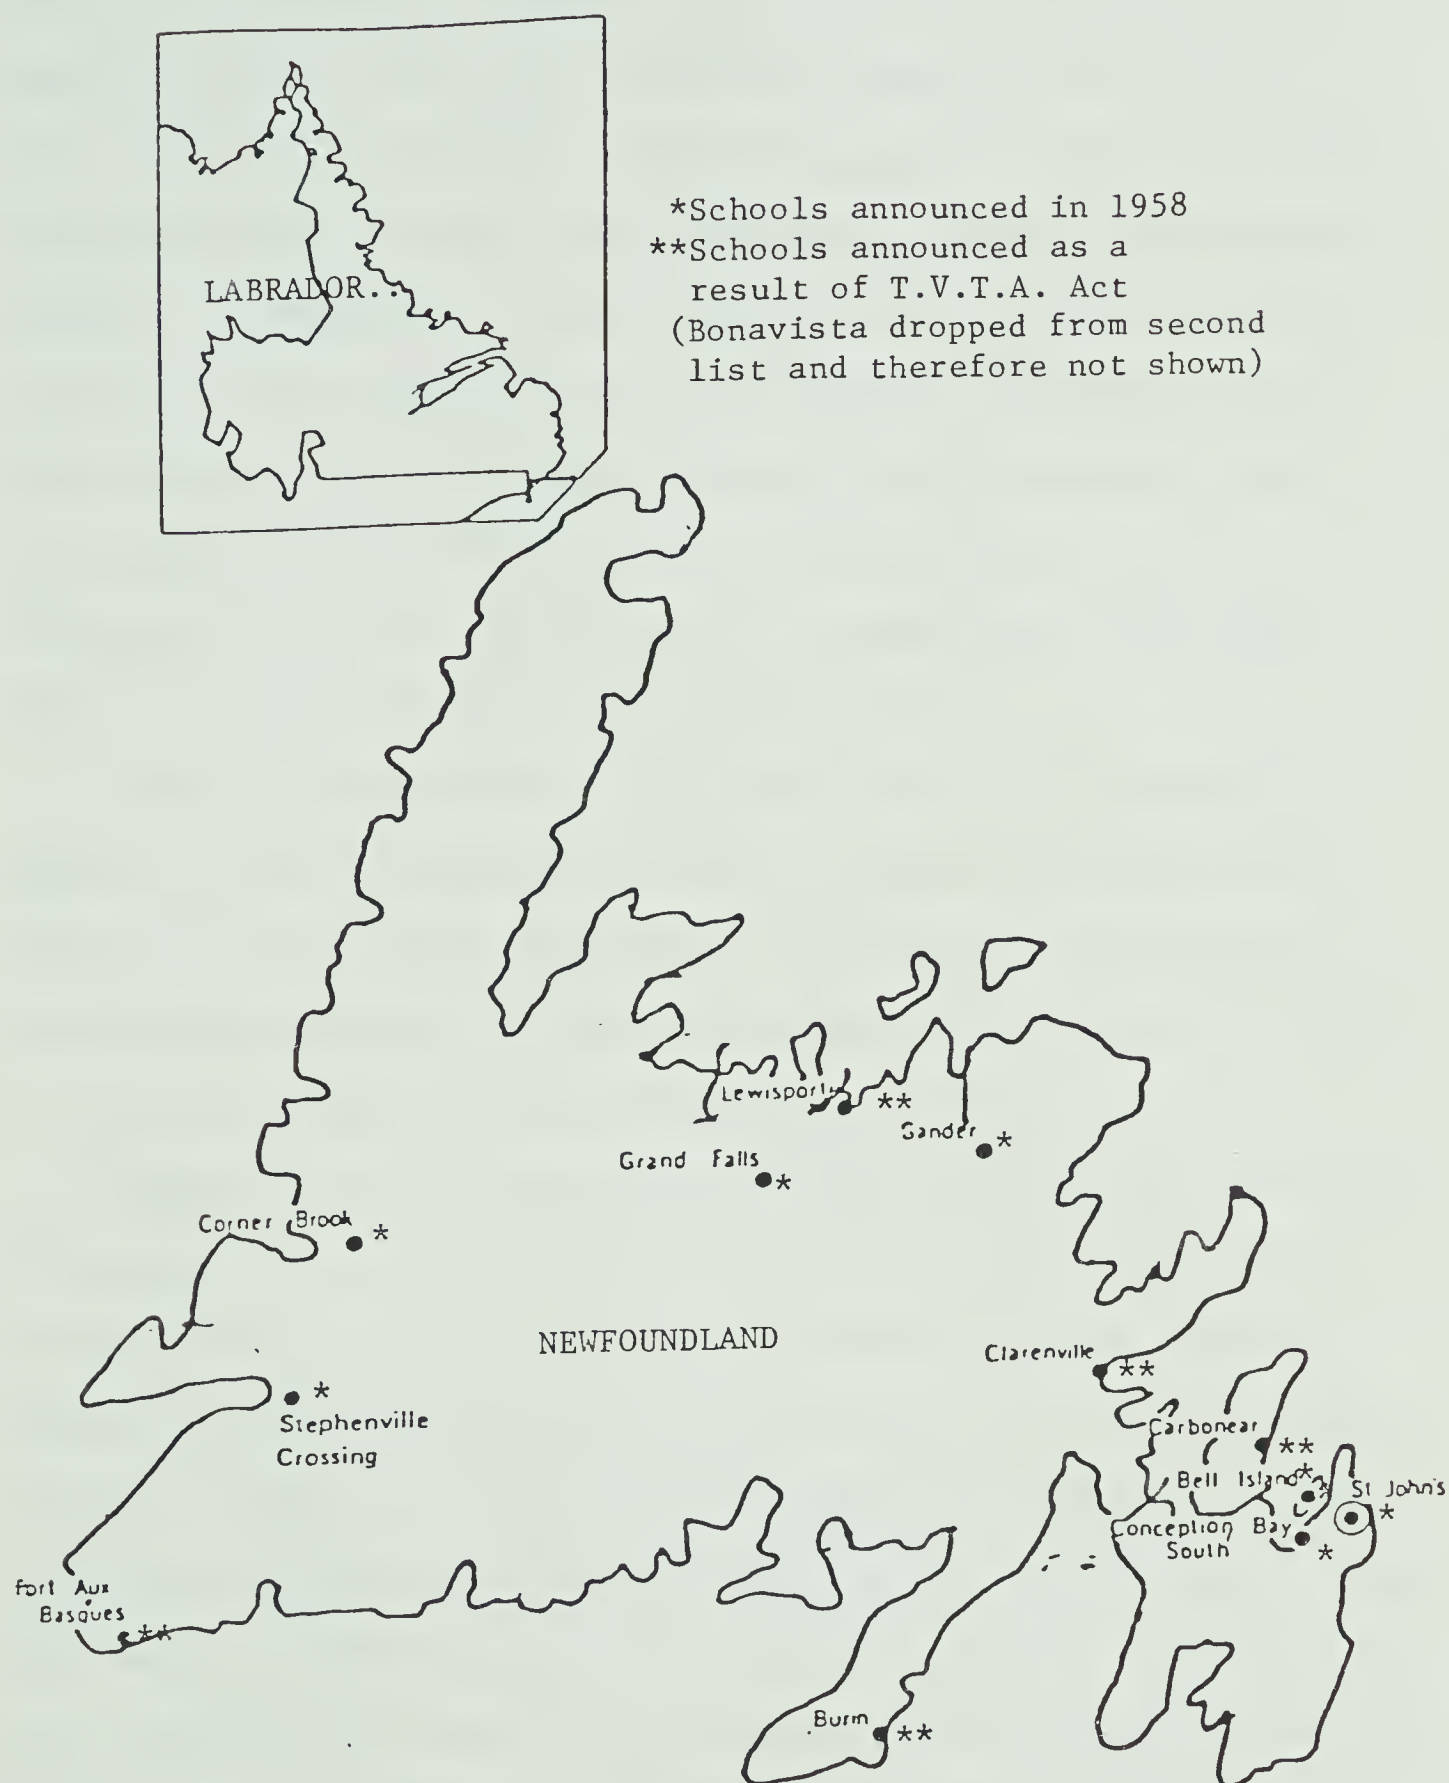 *Schools announced in 1958
**Schools announced as a
result of T.V.T.A. Act
(Bonavista dropped from second
list and therefore not shown)
LABRADOR..
Lewisporte
**
Gander
*
Grand Falls
*
Corner Brook
*
NEWFOUNDLAND
Clarenville
**
*
Stephenville
Crossing
Carbonear
**
Bell Island
*
St John's
*
Conception Bay
South
*
Port Aux
Basques
**
Burin
**